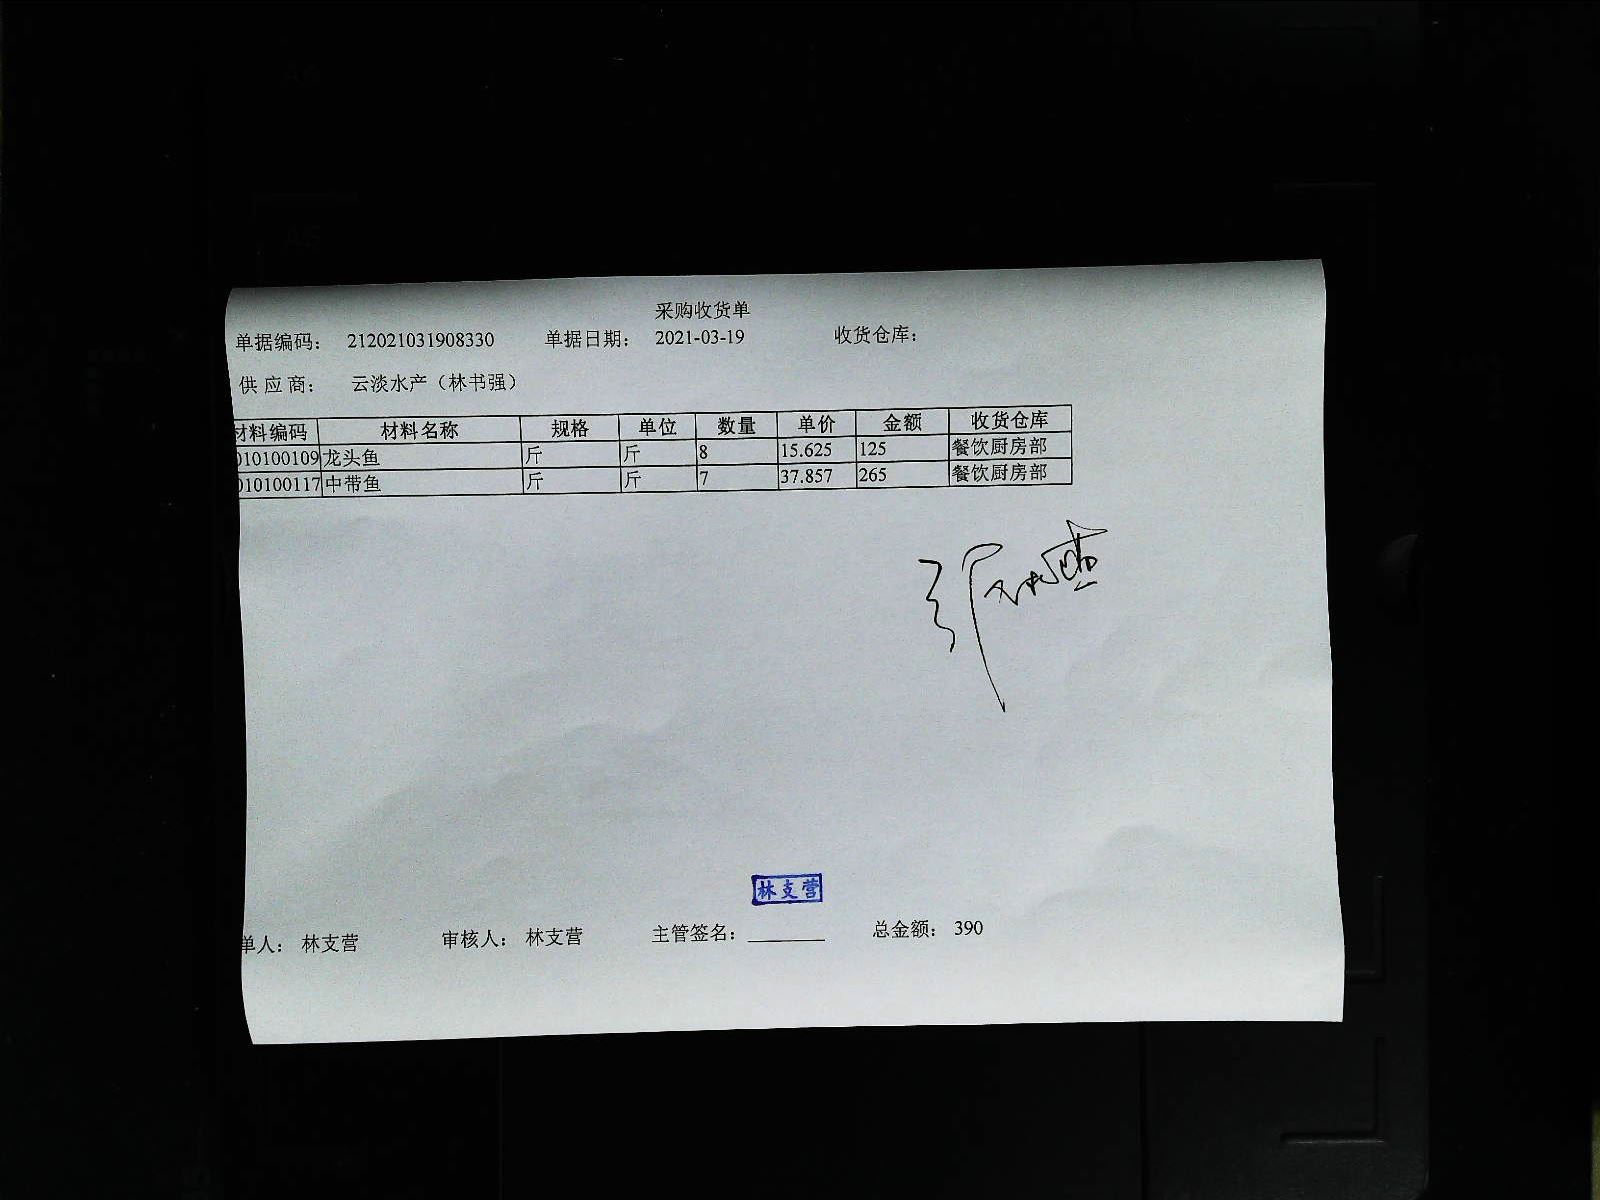 采购收货单
单据编码： 212021031908330 单据日期： 2021-03-19 收货仓库：
供 应 商： 云淡水产（林书强）
材料编码 材料名称 规格 单位 数量 单价 金额 收货仓库
010100109 龙头鱼 斤 斤 8 15.625 125 餐饮厨房部
010100117 中带鱼 斤 斤 7 37.857 265 餐饮厨房部
林支营
单人： 林支营 审核人： 林支营 主管签名：________ 总金额： 390